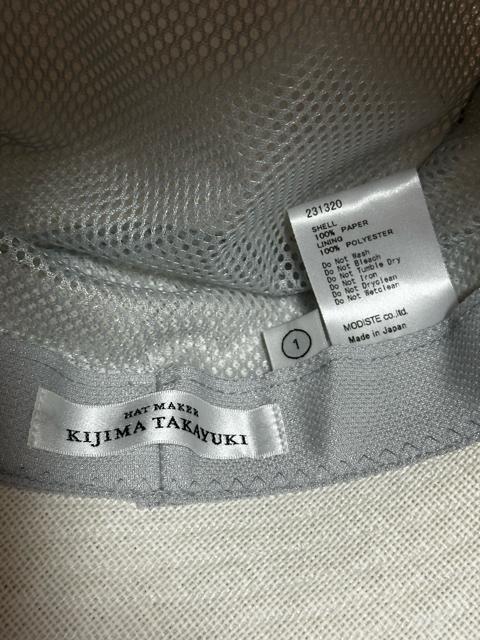 231320
SHELL
100% PAPER
LINING
100% POLYESTER
Do Not Wash
Do Not Bleach
Do Not Tumble Dry
Do Not Iron
Do Not Dryclean
Do Not Wetclean
MODISTE co.,ltd.
Made in Japan
1
HAT MAKER
KIJIMA TAKAYUKI